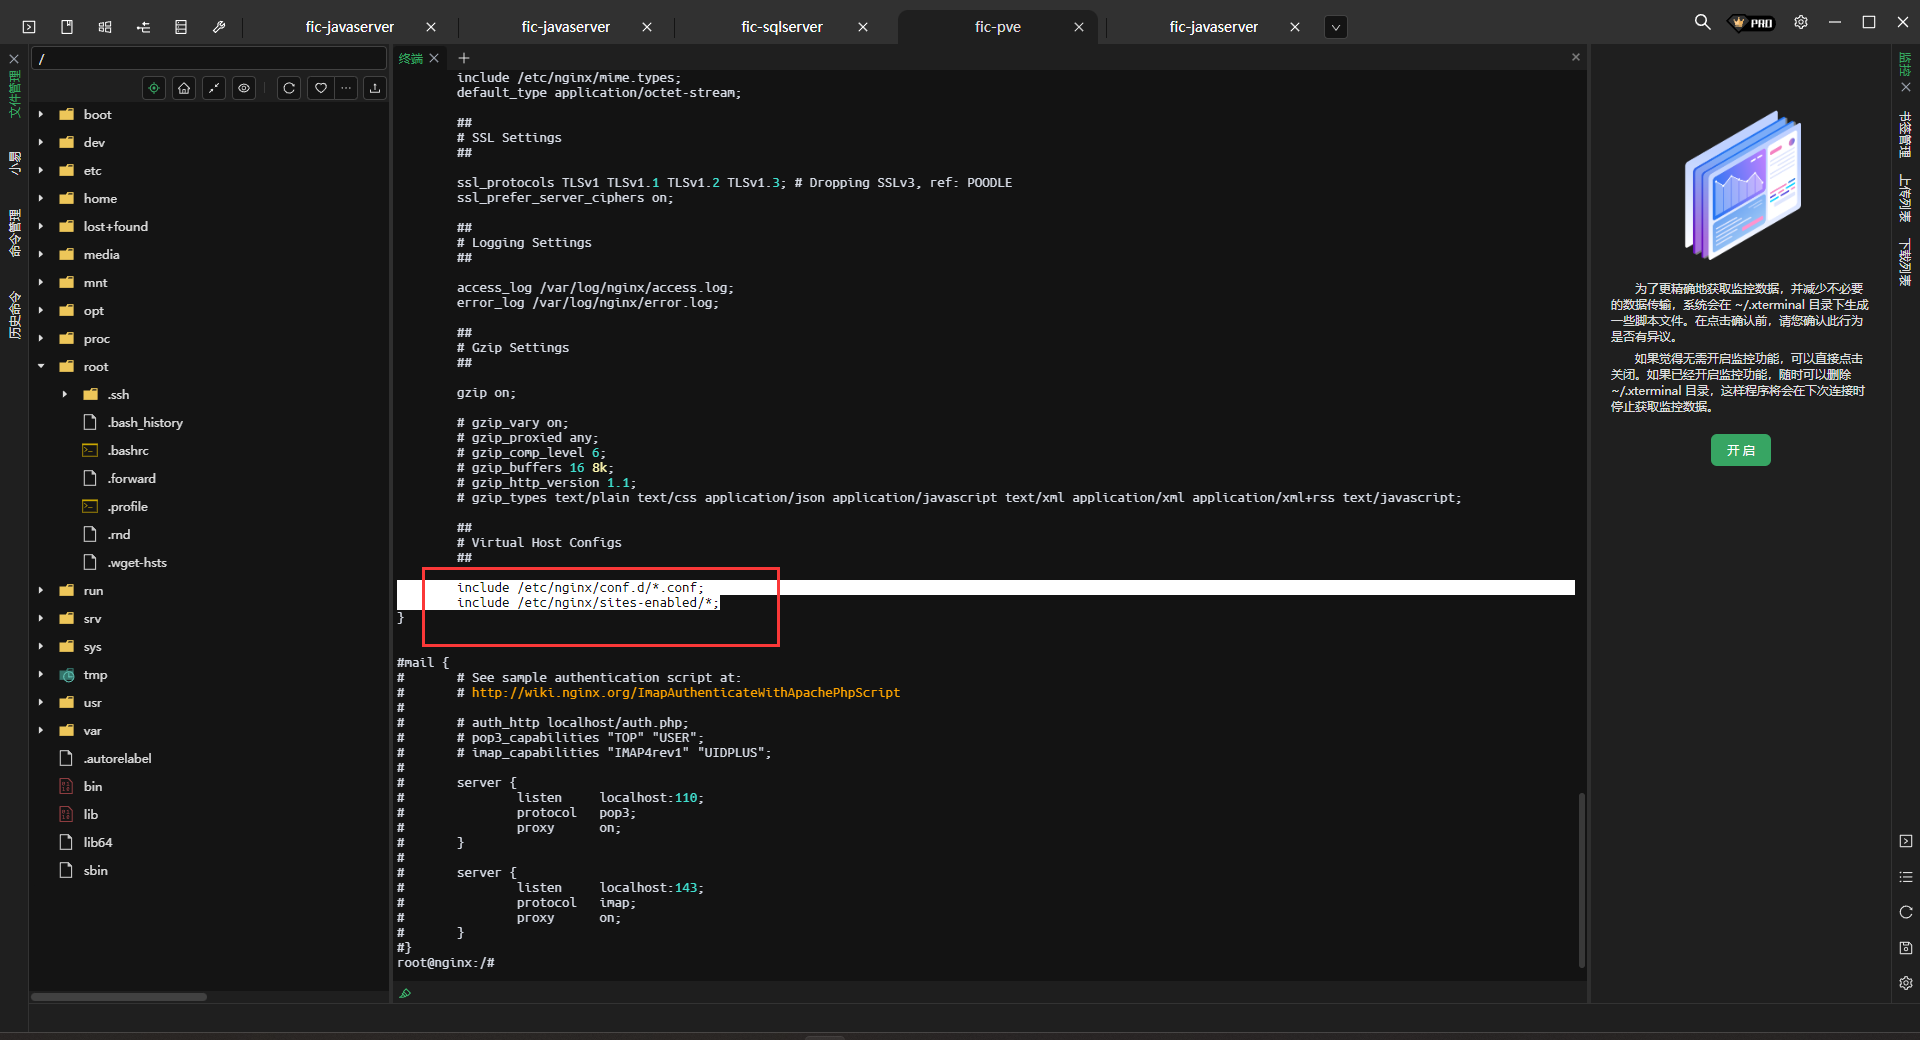 fic-javaserver
fic-javaserver
fic-sqlserver
fic-pve
fic-javaserver
PRO
文件管理
小易
命令管理
历史命令
/
boot
dev
etc
home
lost+found
media
mnt
opt
proc
root
.ssh
.bash_history
.bashrc
.forward
.profile
.rnd
.wget-hsts
run
srv
sys
tmp
usr
var
.autorelabel
bin
lib
lib64
sbin
终端
include /etc/nginx/mime.types;
default_type application/octet-stream;
##
# SSL Settings
##
ssl_protocols TLSv1 TLSv1.1 TLSv1.2 TLSv1.3; # Dropping SSLv3, ref: POODLE
ssl_prefer_server_ciphers on;
##
# Logging Settings
##
access_log /var/log/nginx/access.log;
error_log /var/log/nginx/error.log;
##
# Gzip Settings
##
gzip on;
# gzip_vary on;
# gzip_proxied any;
# gzip_comp_level 6;
# gzip_buffers 16 8k;
# gzip_http_version 1.1;
# gzip_types text/plain text/css application/json application/javascript text/xml application/xml application/xml+rss text/javascript;
##
# Virtual Host Configs
##
include /etc/nginx/conf.d/*.conf;
include /etc/nginx/sites-enabled/*;
}
#mail {
#       # See sample authentication script at:
#       # http://wiki.nginx.org/ImapAuthenticateWithApachePhpScript
#
#       # auth_http localhost/auth.php;
#       # pop3_capabilities "TOP" "USER";
#       # imap_capabilities "IMAP4rev1" "UIDPLUS";
#
#       server {
#               listen     localhost:110;
#               protocol   pop3;
#               proxy      on;
#       }
#
#       server {
#               listen     localhost:143;
#               protocol   imap;
#               proxy      on;
#       }
#}
root@nginx:/#
为了更精确地获取监控数据，并减少不必要
的数据传输，系统会在 ~/.xterminal 目录下生成
一些脚本文件。在点击确认前，请您确认此行为
是否有异议。
如果觉得无需开启监控功能，可以直接点击
关闭。如果已经开启监控功能，随时可以删除
~/.xterminal 目录，这样程序将会在下次连接时
停止获取监控数据。
开启
监控
书签管理
上传列表
下载列表